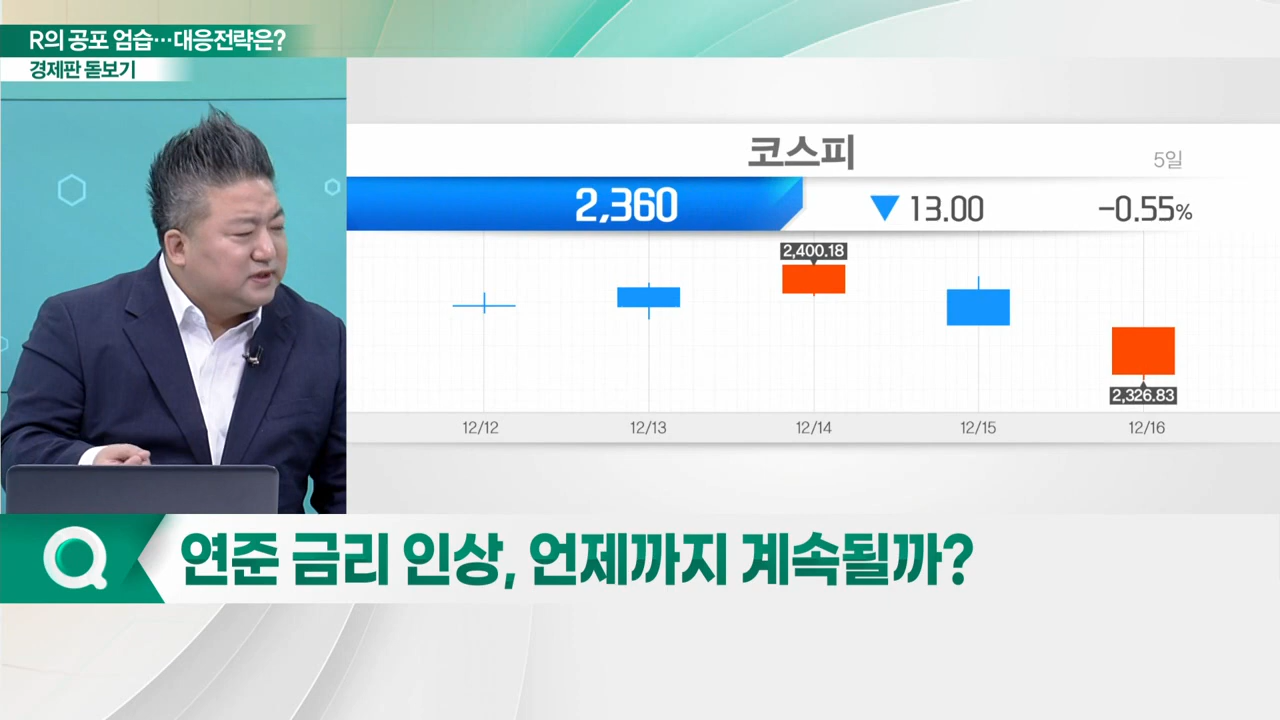 R의 공포 엄습…대응전략은?
경제판 돋보기
코스피
5일
2,360 ▼ 13.00 -0.55%
2,400.18
2,326.83
12/12 12/13 12/14 12/15 12/16
Q 연준 금리 인상, 언제까지 계속될까?